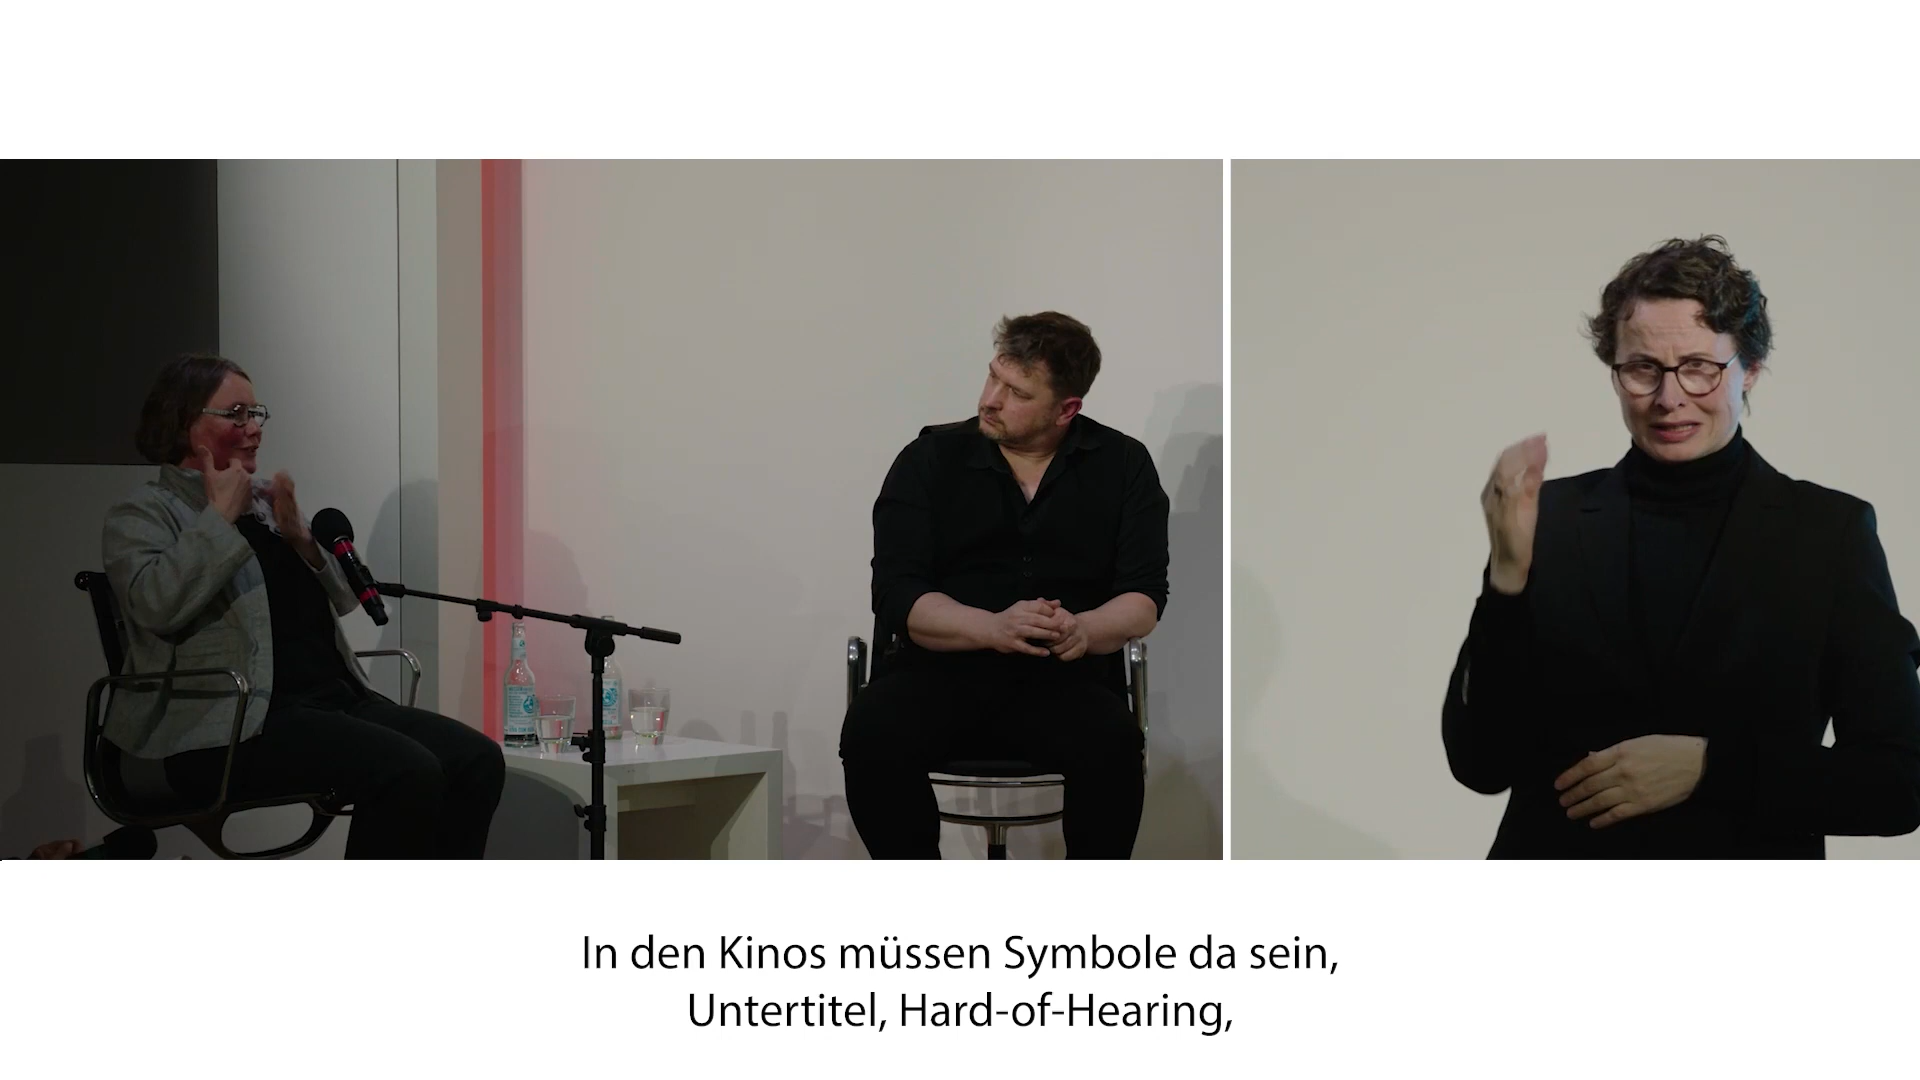 In den Kinos müssen Symbole da sein,
Untertitel, Hard-of-Hearing,